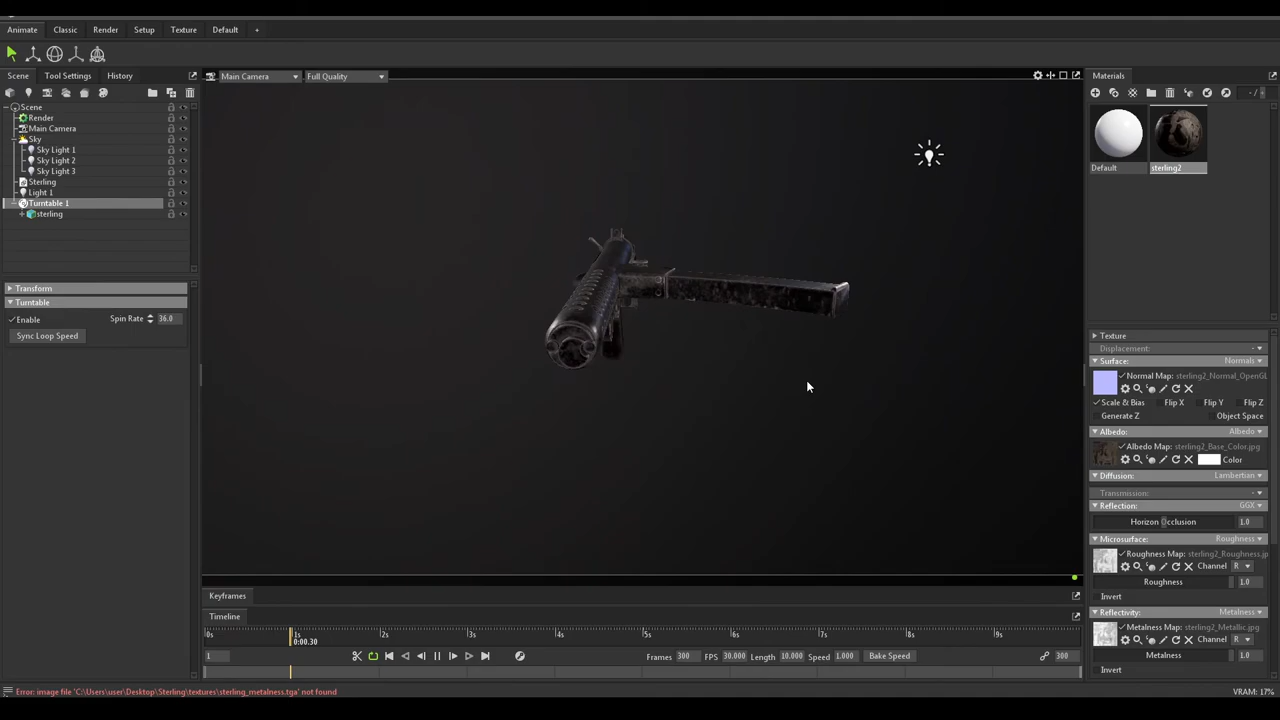 Animate Classic Render Setup Texture Default +
Scene Tool Settings History
Main Camera Full Quality
Materials
Scene
Render
Main Camera
Sky
Sky Light 1
Sky Light 2
Sky Light 3
Sterling
Light 1
Turntable 1
sterling
Default sterling2
Transform
Turntable
Enable Spin Rate 36.0
Sync Loop Speed
Texture
Displacement: -
Surface: Normals
Normal Map: sterling2_Normal_OpenGL
Scale & Bias Flip X Flip Y Flip Z
Generate Z Object Space
Albedo: Albedo
Albedo Map: sterling2_Base_Color.jpg
Color
Diffusion: Lambertian
Transmission: -
Reflection: GGX
Horizon Occlusion 1.0
Microsurface: Roughness
Roughness Map: sterling2_Roughness.jp
Channel R
Roughness 1.0
Invert
Reflectivity: Metalness
Metalness Map: sterling2_Metallic.jpg
Channel R
Metalness 1.0
Invert
Keyframes
Timeline
0s 1s 2s 3s 4s 5s 6s 7s 8s 9s
0:00.30
1 Frames 300 FPS 30.000 Length 10.000 Speed 1.000 Bake Speed 300
Error: image file 'C:\Users\user\Desktop\Sterling\textures\sterling_metalness.tga' not found
VRAM: 17%